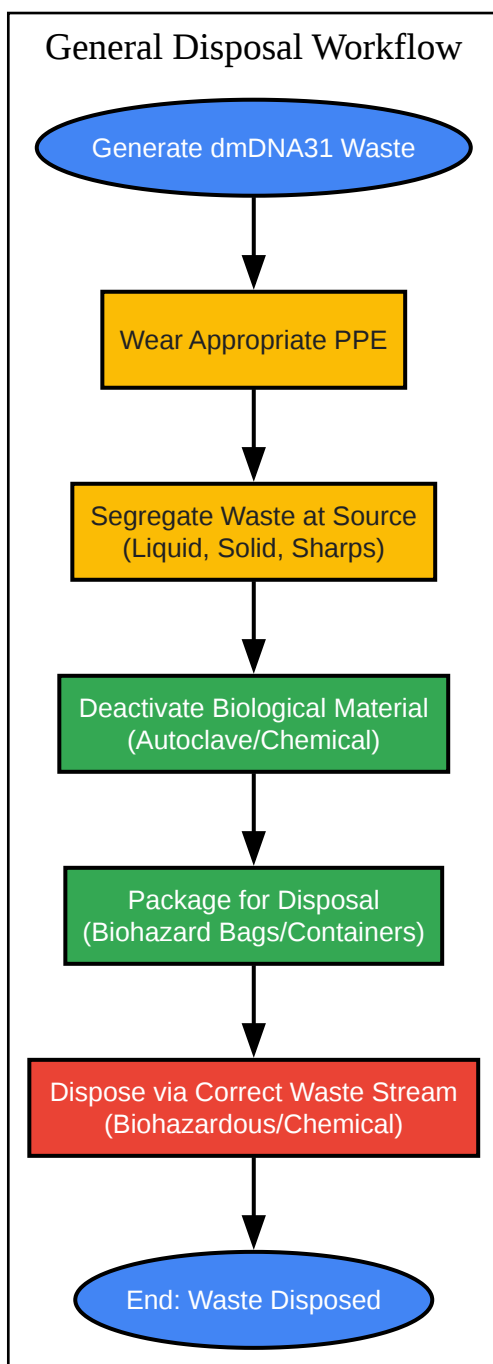 General Disposal Workflow
Generate dmDNA31 Waste
Wear Appropriate PPE
Segregate Waste at Source
(Liquid, Solid, Sharps)
Deactivate Biological Material
(Autoclave/Chemical)
Package for Disposal
(Biohazard Bags/Containers)
Dispose via Correct Waste Stream
(Biohazardous/Chemical)
End: Waste Disposed